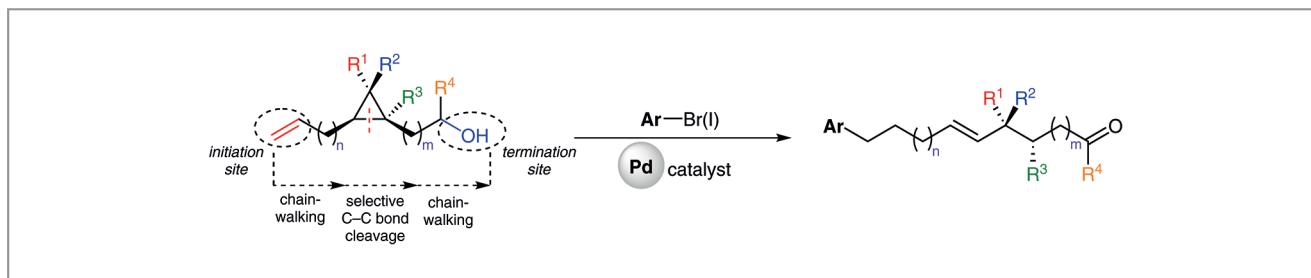 R¹ R²
R³
R⁴
( )n
( )m
OH
initiation
site
termination
site
chain-
walking
selective
C–C bond
cleavage
chain-
walking
Ar—Br(I)
Pd catalyst
R¹ R²
Ar
( )n
( )m
O
R³
R⁴